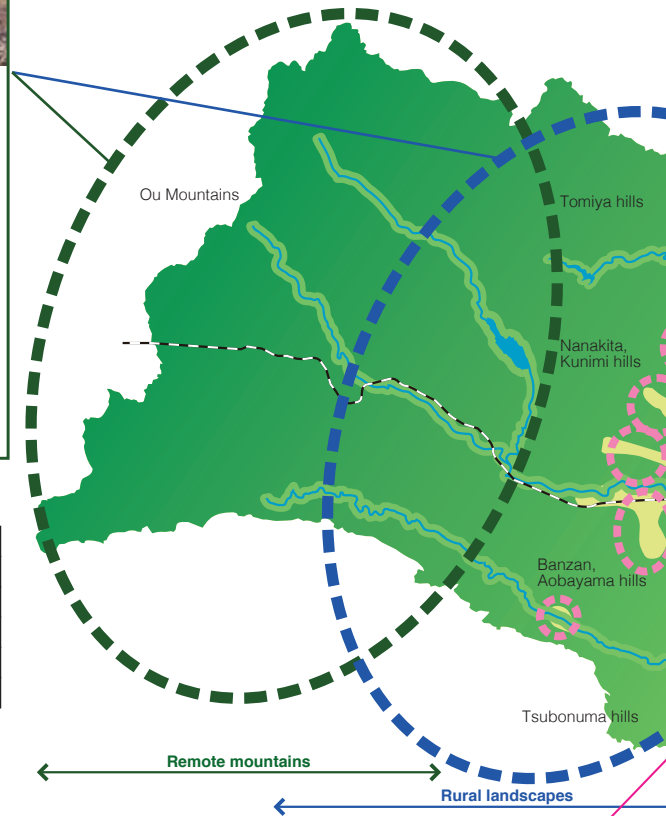 Ou Mountains
Tomiya hills
Nanakita,
Kunimi hills
Banzan,
Aobayama hills
Tsubonuma hills
Remote mountains
Rural landscapes